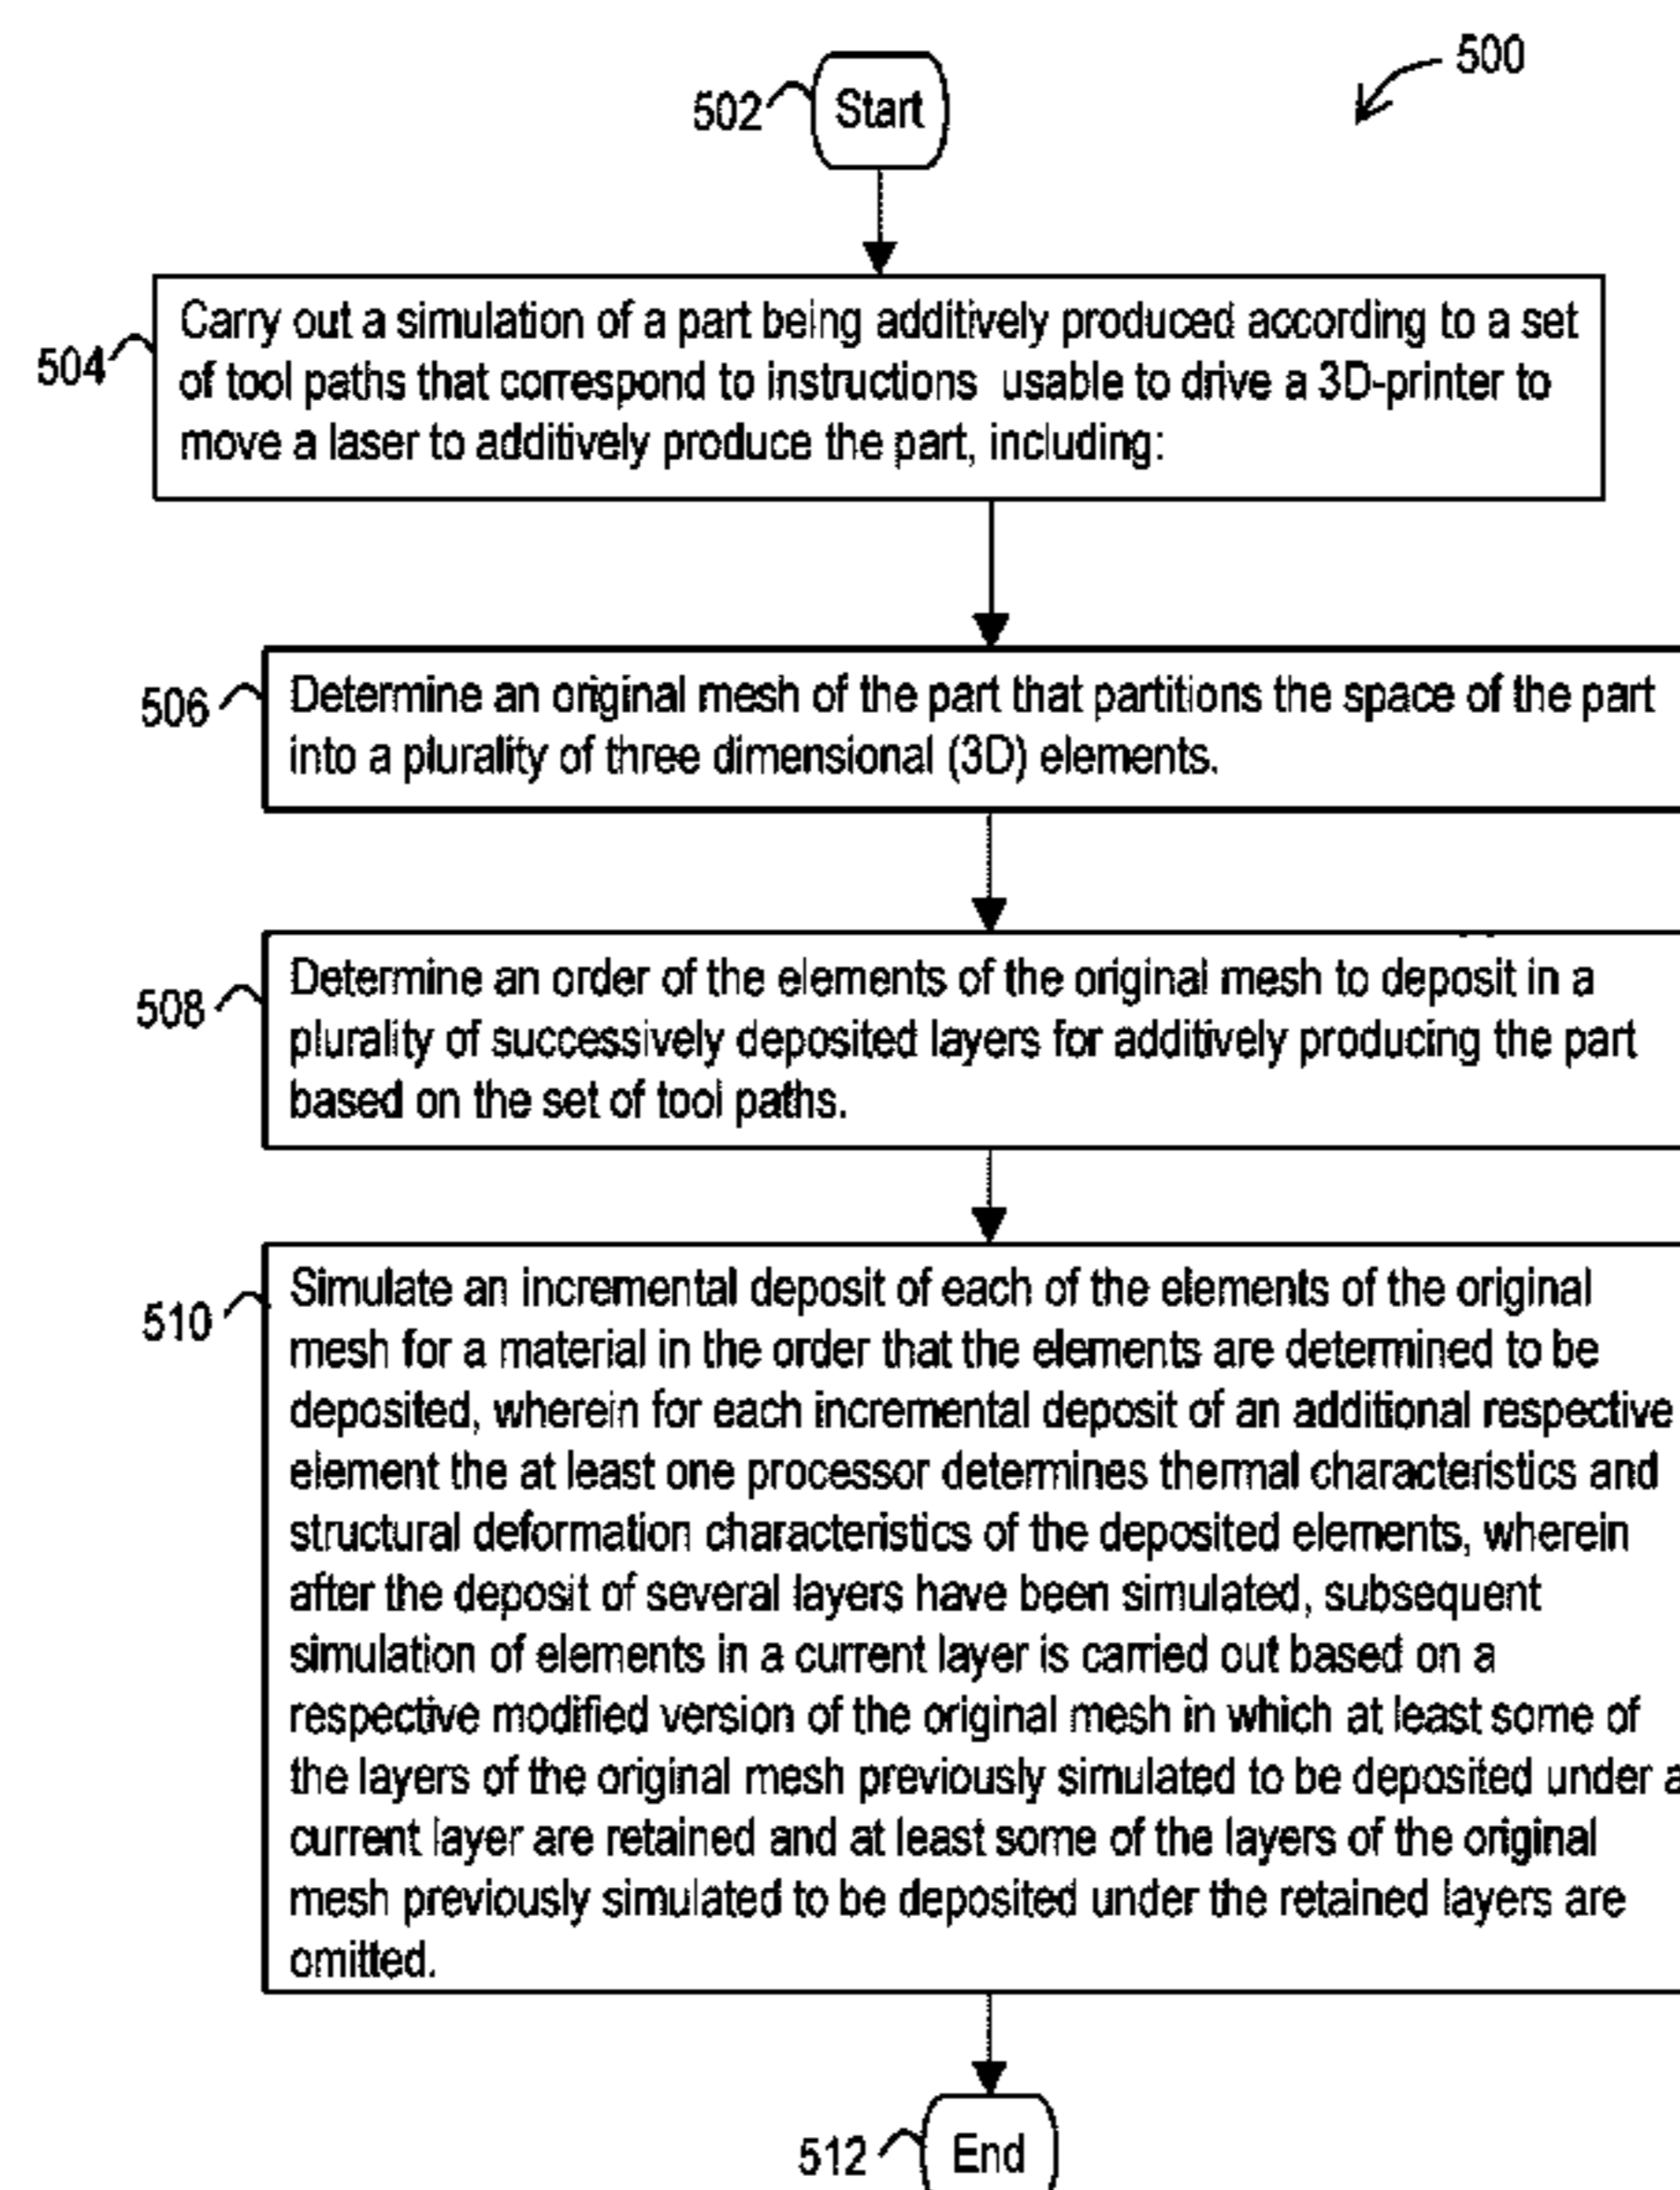 500
502
Start
504
Carry out a simulation of a part being additively produced according to a set
of tool paths that correspond to instructions usable to drive a 3D-printer to
move a laser to additively produce the part, including:
506
Determine an original mesh of the part that partitions the space of the part
into a plurality of three dimensional (3D) elements.
508
Determine an order of the elements of the original mesh to deposit in a
plurality of successively deposited layers for additively producing the part
based on the set of tool paths.
510
Simulate an incremental deposit of each of the elements of the original
mesh for a material in the order that the elements are determined to be
deposited, wherein for each incremental deposit of an additional respective
element the at least one processor determines thermal characteristics and
structural deformation characteristics of the deposited elements, wherein
after the deposit of several layers have been simulated, subsequent
simulation of elements in a current layer is carried out based on a
respective modified version of the original mesh in which at least some of
the layers of the original mesh previously simulated to be deposited under a
current layer are retained and at least some of the layers of the original
mesh previously simulated to be deposited under the retained layers are
omitted.
512
End